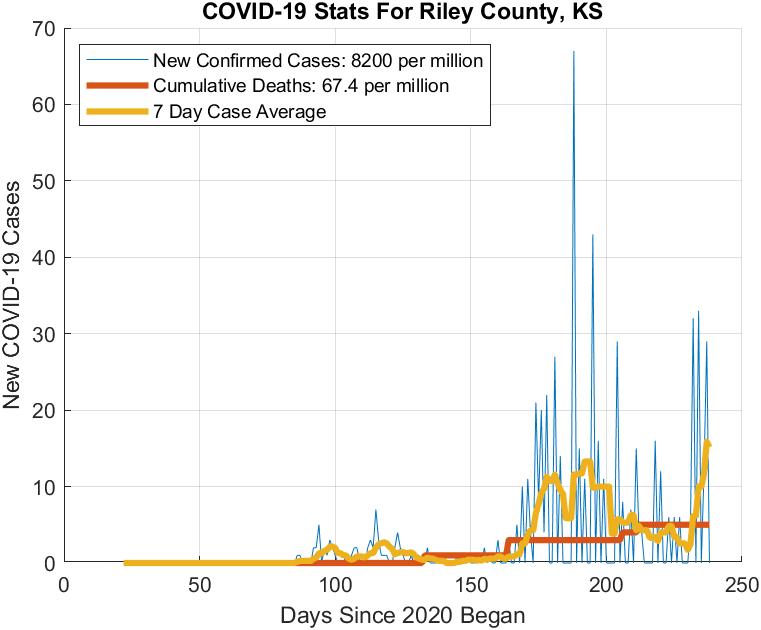 COVID-19 Stats For Riley County, KS
70
60
50
40
30
20
10
0
New Confirmed Cases: 8200 per million
Cumulative Deaths: 67.4 per million
7 Day Case Average
New COVID-19 Cases
0 50 100 150 200 250
Days Since 2020 Began